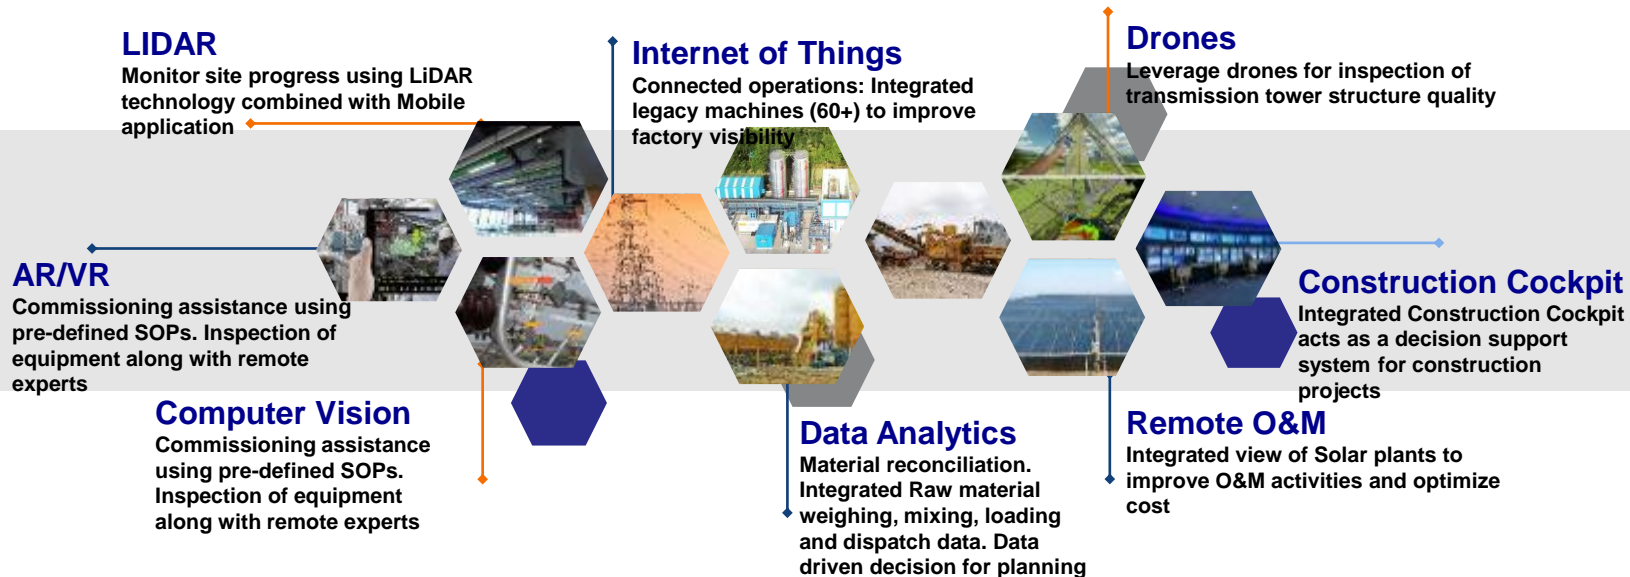 LIDAR
Monitor site progress using LiDAR
technology combined with Mobile
application
Internet of Things
Connected operations: Integrated
legacy machines (60+) to improve
factory visibility
Drones
Leverage drones for inspection of
transmission tower structure quality
AR/VR
Commissioning assistance using
pre-defined SOPs. Inspection of
equipment along with remote
experts
Construction Cockpit
Integrated Construction Cockpit
acts as a decision support
system for construction
projects
Computer Vision
Commissioning assistance
using pre-defined SOPs.
Inspection of equipment
along with remote experts
Data Analytics
Material reconciliation.
Integrated Raw material
weighing, mixing, loading
and dispatch data. Data
driven decision for planning
Remote O&M
Integrated view of Solar plants to
improve O&M activities and optimize
cost